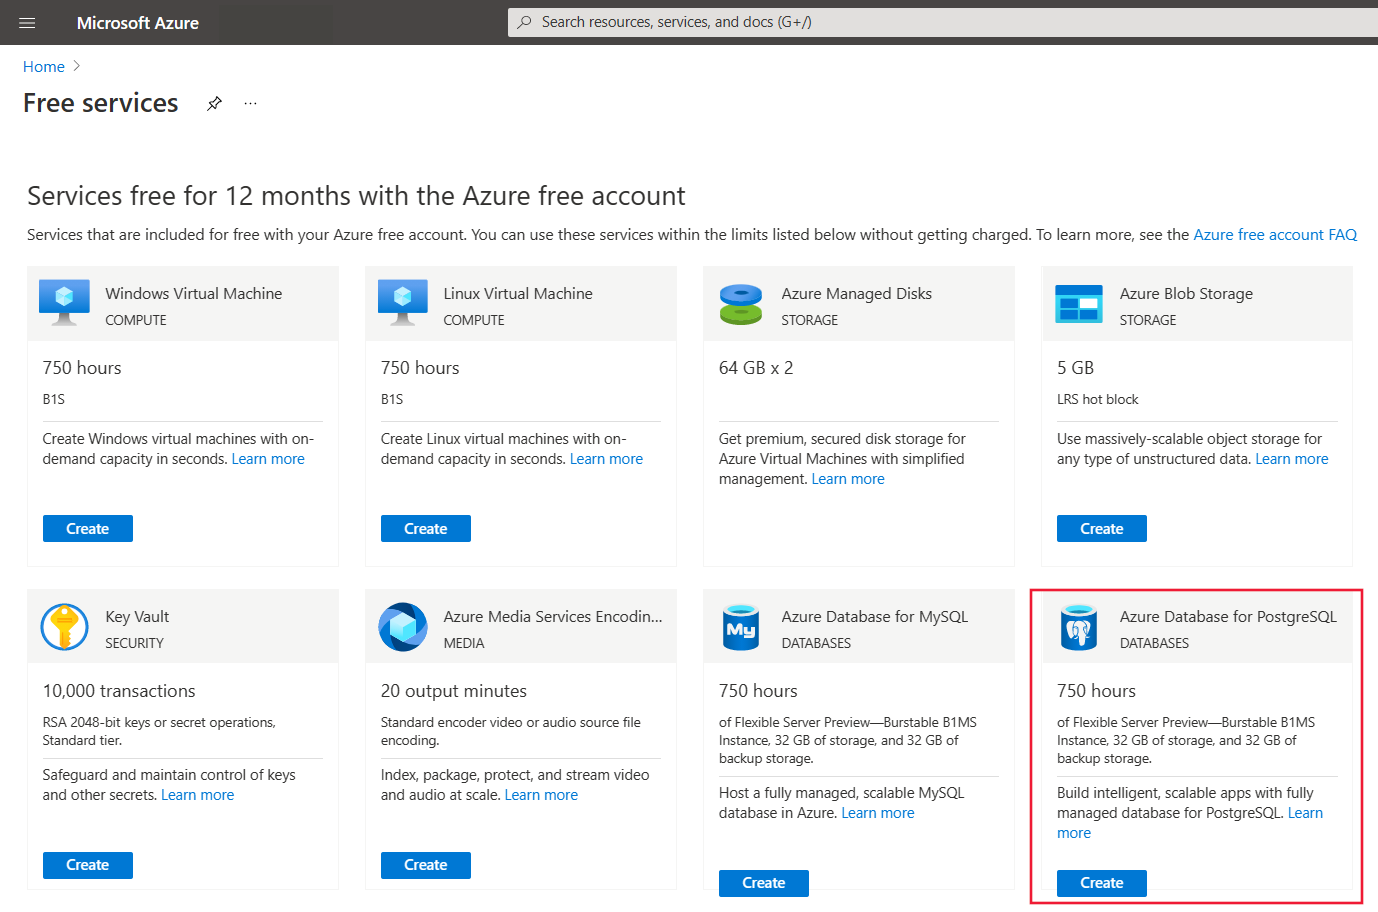 Microsoft Azure
Search resources, services, and docs (G+/)
Home
Free services
Services free for 12 months with the Azure free account
Services that are included for free with your Azure free account. You can use these services within the limits listed below without getting charged. To learn more, see the Azure free account FAQ
Windows Virtual Machine
COMPUTE
750 hours
B1S
Create Windows virtual machines with on-
demand capacity in seconds. Learn more
Create
Linux Virtual Machine
COMPUTE
750 hours
B1S
Create Linux virtual machines with on-
demand capacity in seconds. Learn more
Create
Azure Managed Disks
STORAGE
64 GB x 2
Get premium, secured disk storage for
Azure Virtual Machines with simplified
management. Learn more
Azure Blob Storage
STORAGE
5 GB
LRS hot block
Use massively-scalable object storage for
any type of unstructured data. Learn more
Create
Key Vault
SECURITY
10,000 transactions
RSA 2048-bit keys or secret operations,
Standard tier.
Safeguard and maintain control of keys
and other secrets. Learn more
Create
Azure Media Services Encodin...
MEDIA
20 output minutes
Standard encoder video or audio source file
encoding.
Index, package, protect, and stream video
and audio at scale. Learn more
Create
My
Azure Database for MySQL
DATABASES
750 hours
of Flexible Server Preview—Burstable B1MS
Instance, 32 GB of storage, and 32 GB of
backup storage.
Host a fully managed, scalable MySQL
database in Azure. Learn more
Create
Azure Database for PostgreSQL
DATABASES
750 hours
of Flexible Server Preview—Burstable B1MS
Instance, 32 GB of storage, and 32 GB of
backup storage.
Build intelligent, scalable apps with fully
managed database for PostgreSQL. Learn
more
Create